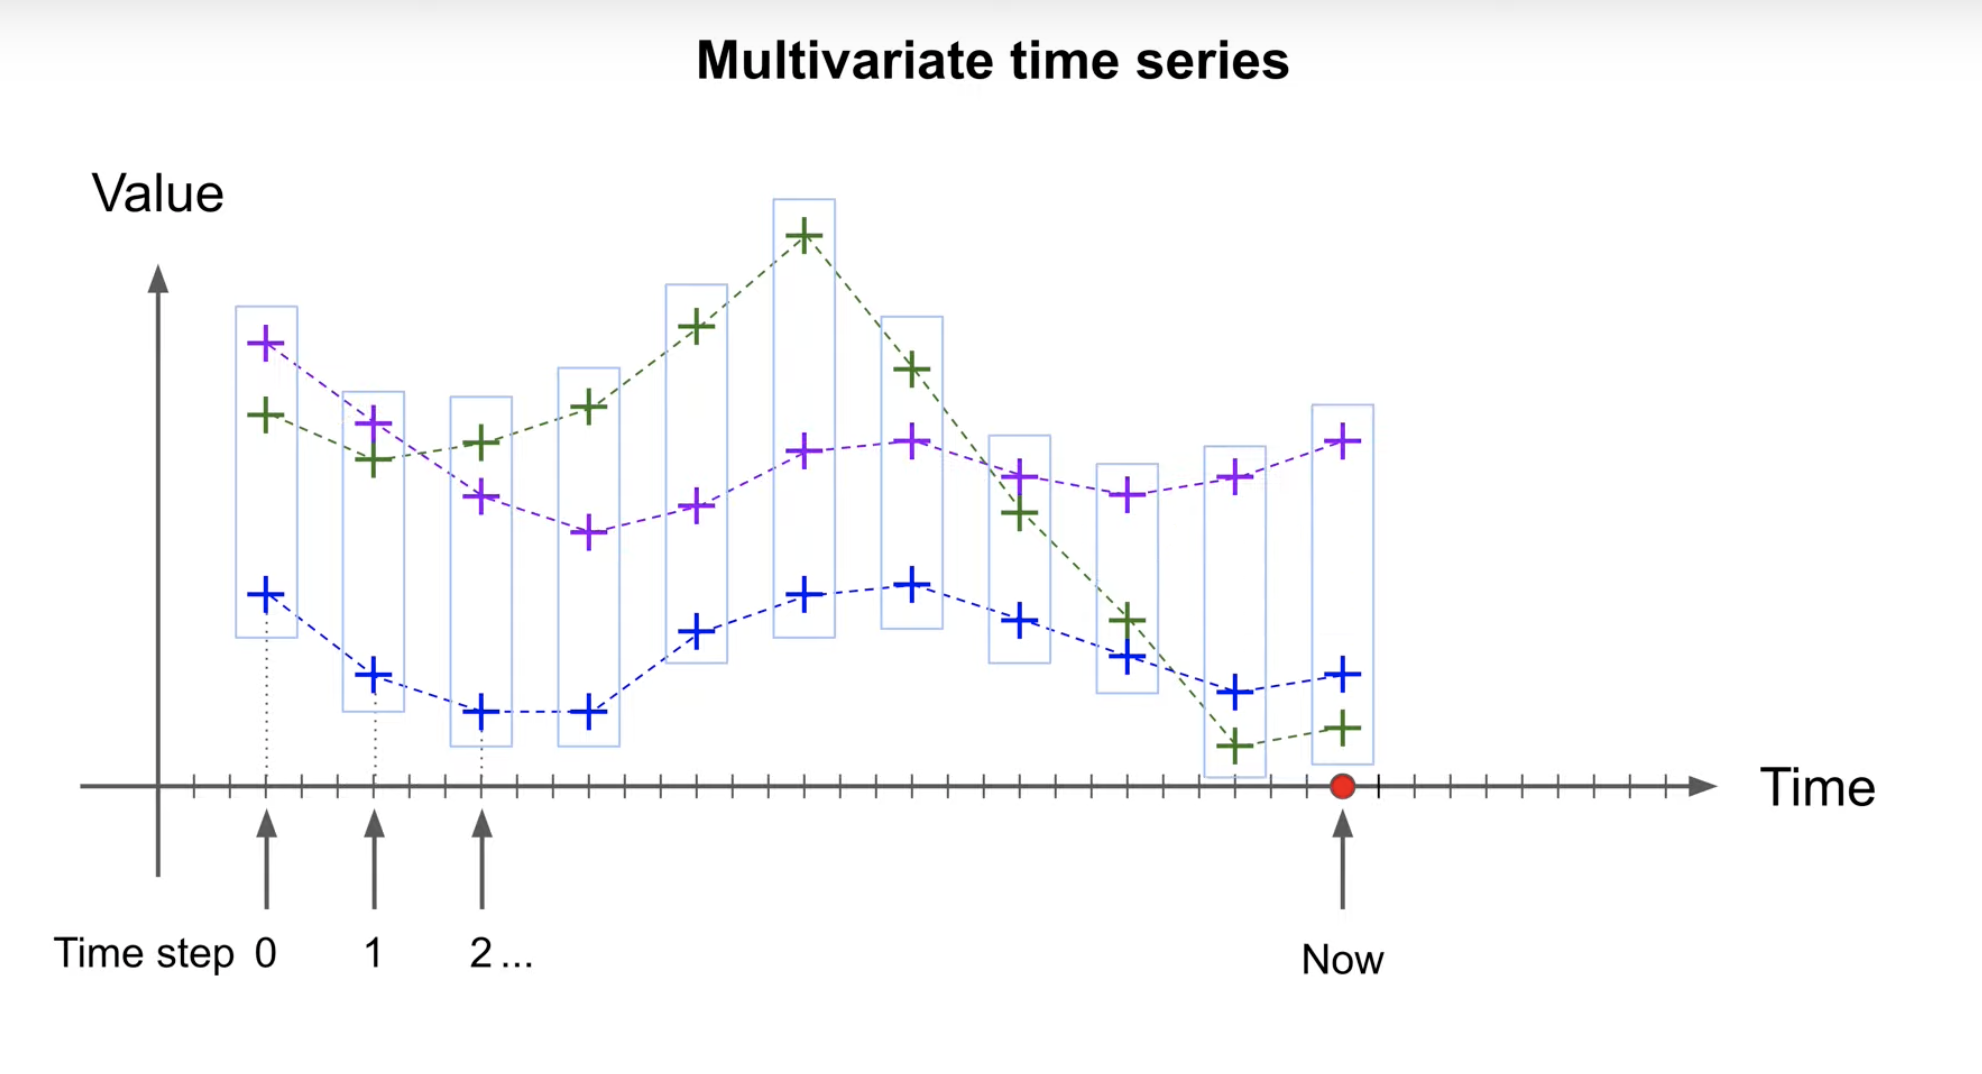 Multivariate time series
Value
Time
Time step 0 1 2 ...
Now